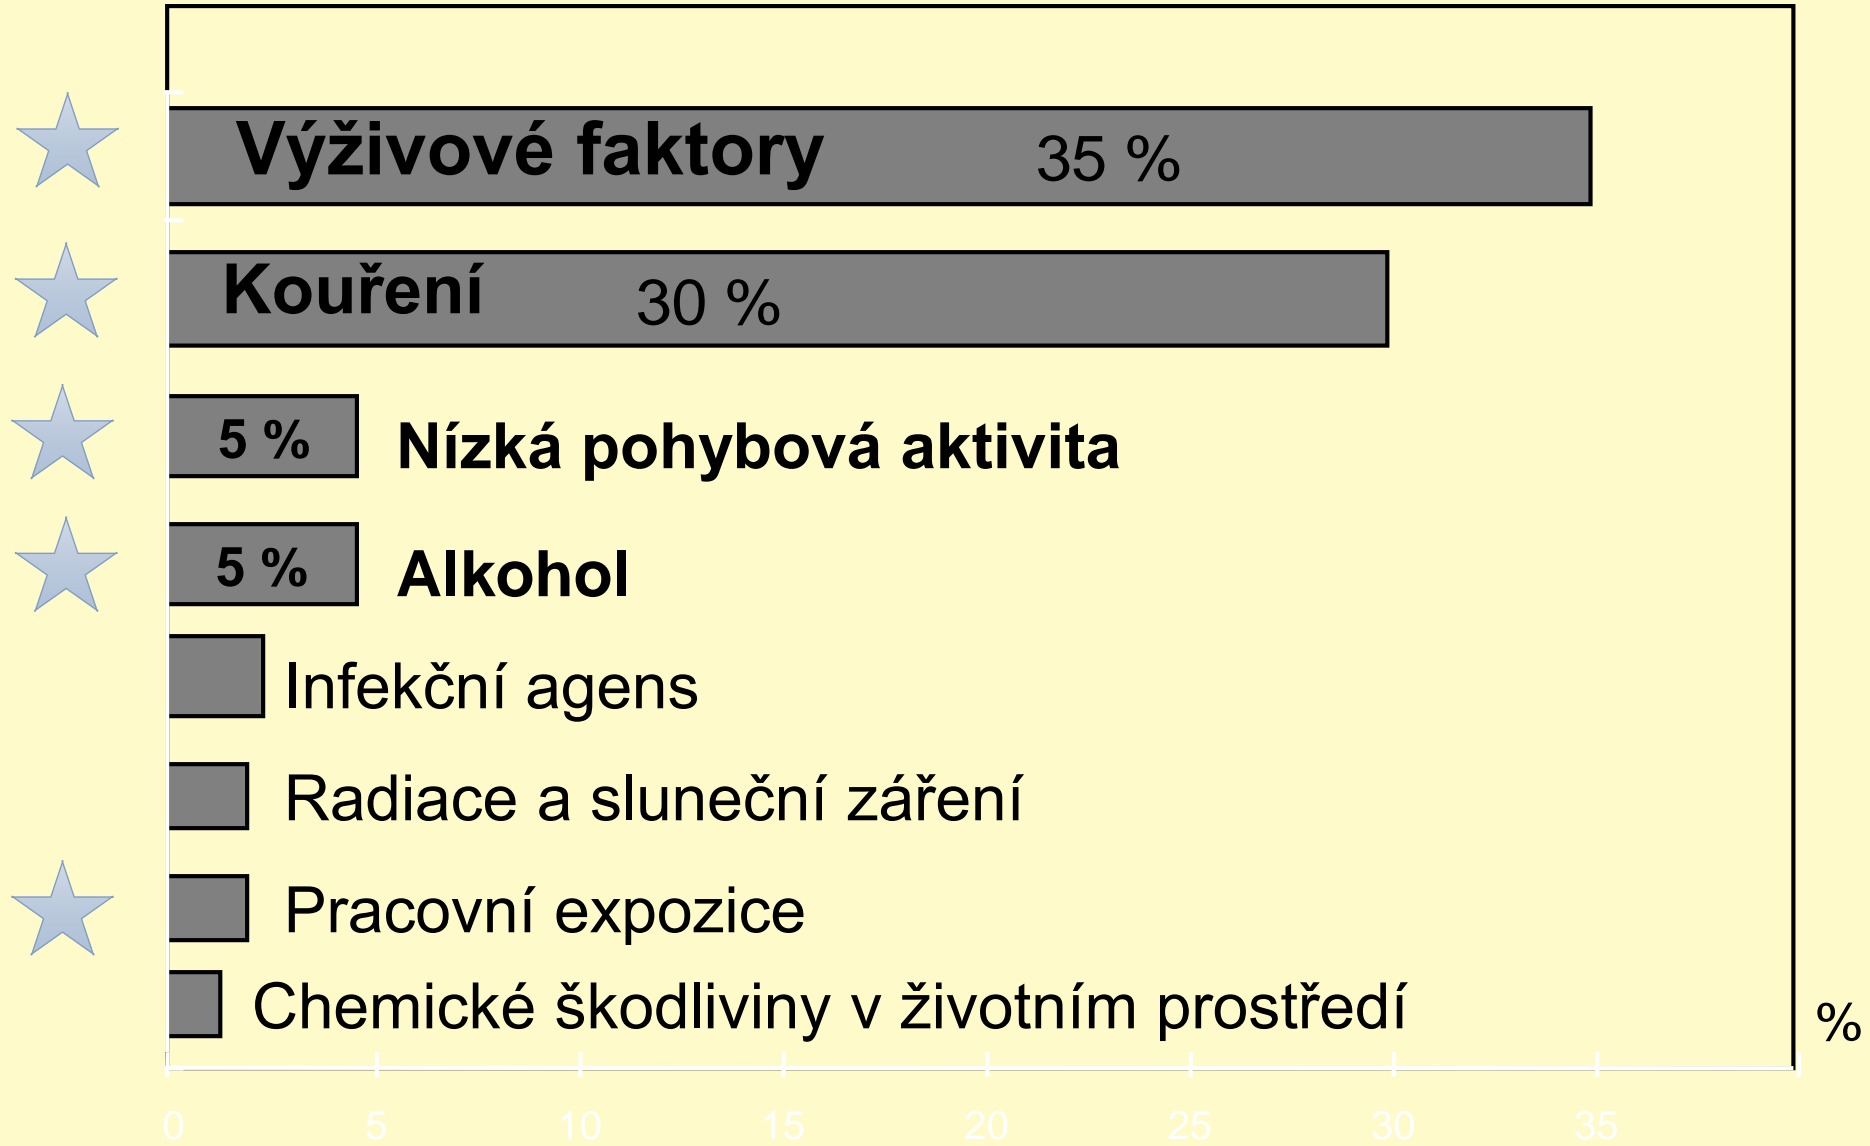 Výživové faktory 35 %
Kouření 30 %
5 % Nízká pohybová aktivita
5 % Alkohol
Infekční agens
Radiace a sluneční záření
Pracovní expozice
Chemické škodliviny v životním prostředí
%
0 5 10 15 20 25 30 35